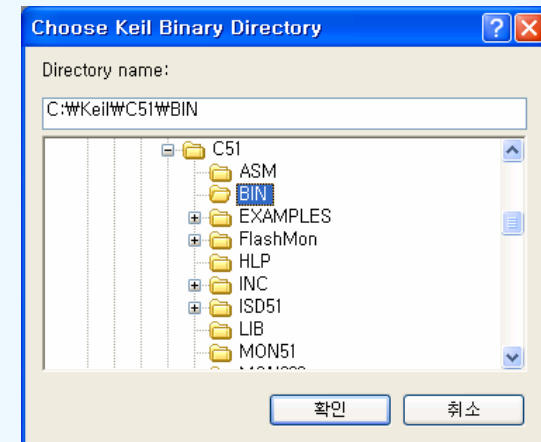 Choose Keil Binary Directory
Directory name:
C:₩Keil₩C51₩BIN
C51
ASM
BIN
EXAMPLES
FlashMon
HLP
INC
ISD51
LIB
MON51
확인
취소